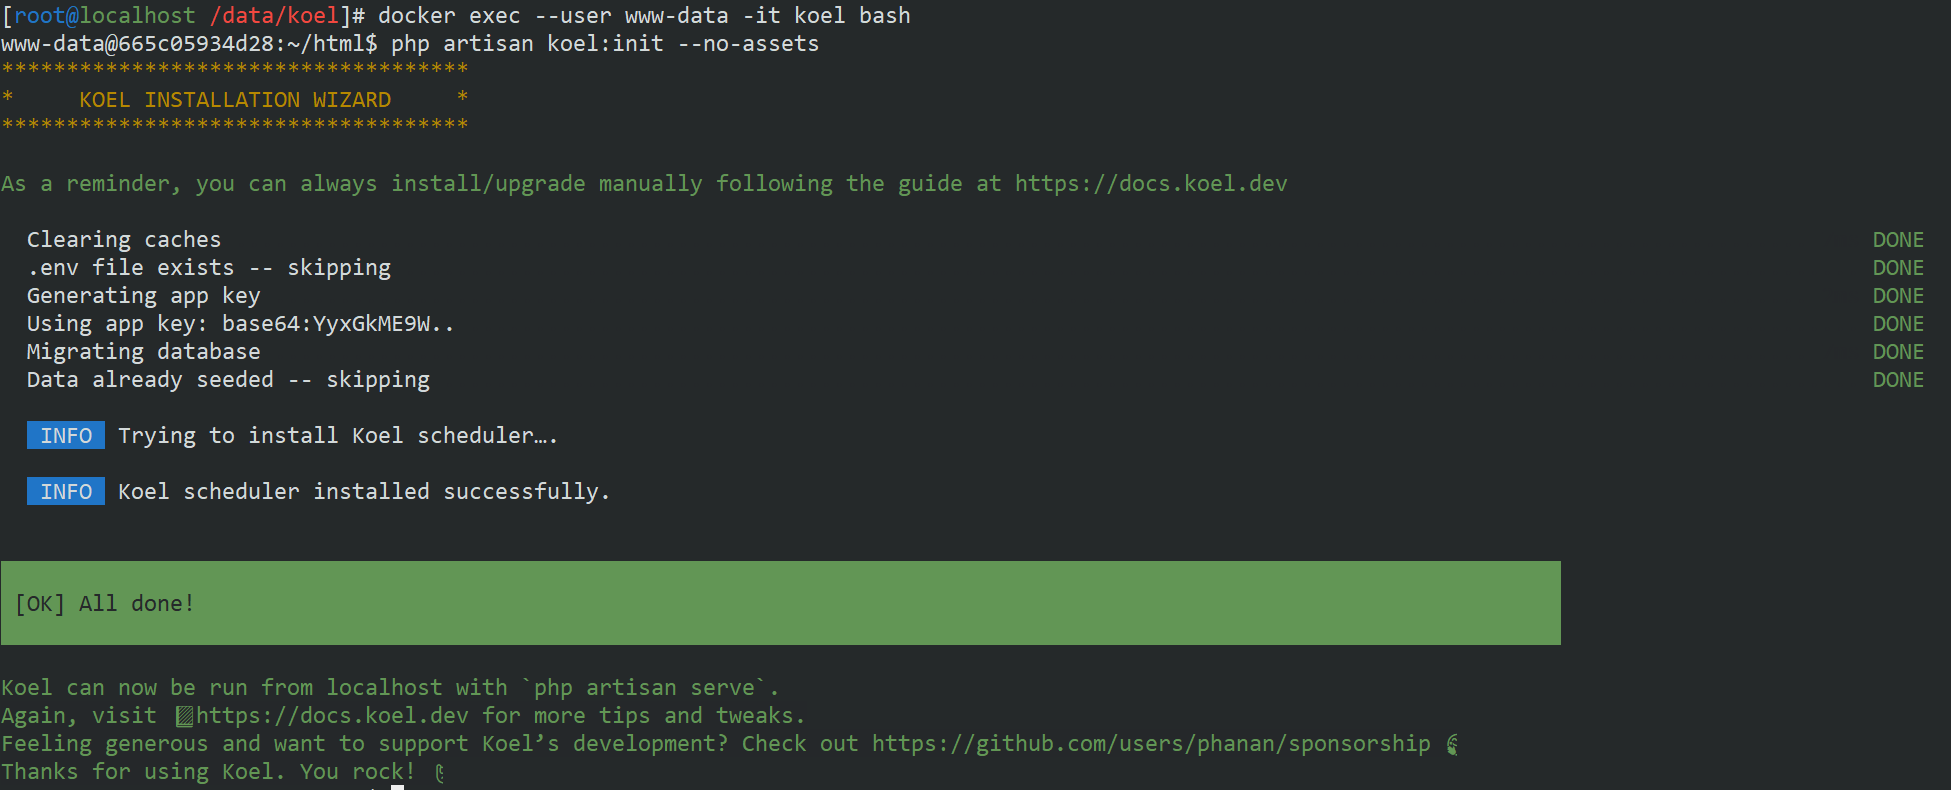 [root@localhost /data/koel]# docker exec --user www-data -it koel bash
www-data@665c05934d28:~/html$ php artisan koel:init --no-assets
************************************
*     KOEL INSTALLATION WIZARD     *
************************************
As a reminder, you can always install/upgrade manually following the guide at https://docs.koel.dev
Clearing caches DONE
.env file exists -- skipping DONE
Generating app key DONE
Using app key: base64:YyxGkME9W.. DONE
Migrating database DONE
Data already seeded -- skipping DONE
INFO Trying to install Koel scheduler….
INFO Koel scheduler installed successfully.
[OK] All done!
Koel can now be run from localhost with `php artisan serve`.
Again, visit https://docs.koel.dev for more tips and tweaks.
Feeling generous and want to support Koel’s development? Check out https://github.com/users/phanan/sponsorship
Thanks for using Koel. You rock!